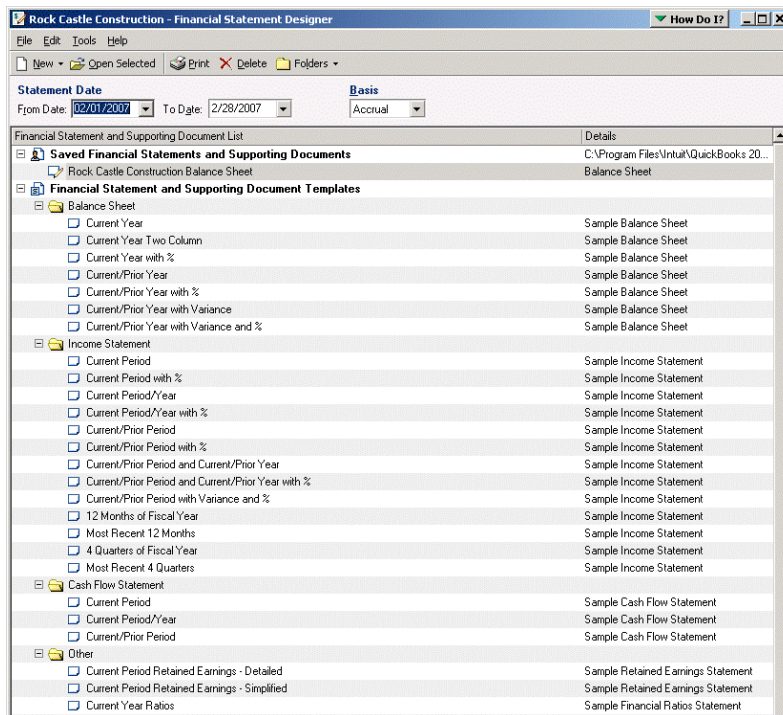 Rock Castle Construction - Financial Statement Designer
How Do I?
File Edit Tools Help
New Open Selected Print Delete Folders
Statement Date Basis
From Date: 02/01/2007 To Date: 2/28/2007 Accrual
Financial Statement and Supporting Document List Details
Saved Financial Statements and Supporting Documents C:\Program Files\Intuit\QuickBooks 20...
Rock Castle Construction Balance Sheet Balance Sheet
Financial Statement and Supporting Document Templates
Balance Sheet
Current Year Sample Balance Sheet
Current Year Two Column Sample Balance Sheet
Current Year with % Sample Balance Sheet
Current/Prior Year Sample Balance Sheet
Current/Prior Year with % Sample Balance Sheet
Current/Prior Year with Variance Sample Balance Sheet
Current/Prior Year with Variance and % Sample Balance Sheet
Income Statement
Current Period Sample Income Statement
Current Period with % Sample Income Statement
Current Period/Year Sample Income Statement
Current Period/Year with % Sample Income Statement
Current/Prior Period Sample Income Statement
Current/Prior Period with % Sample Income Statement
Current/Prior Period and Current/Prior Year Sample Income Statement
Current/Prior Period and Current/Prior Year with % Sample Income Statement
Current/Prior Period with Variance and % Sample Income Statement
12 Months of Fiscal Year Sample Income Statement
Most Recent 12 Months Sample Income Statement
4 Quarters of Fiscal Year Sample Income Statement
Most Recent 4 Quarters Sample Income Statement
Cash Flow Statement
Current Period Sample Cash Flow Statement
Current Period/Year Sample Cash Flow Statement
Current/Prior Period Sample Cash Flow Statement
Other
Current Period Retained Earnings - Detailed Sample Retained Earnings Statement
Current Period Retained Earnings - Simplified Sample Retained Earnings Statement
Current Year Ratios Sample Financial Ratios Statement